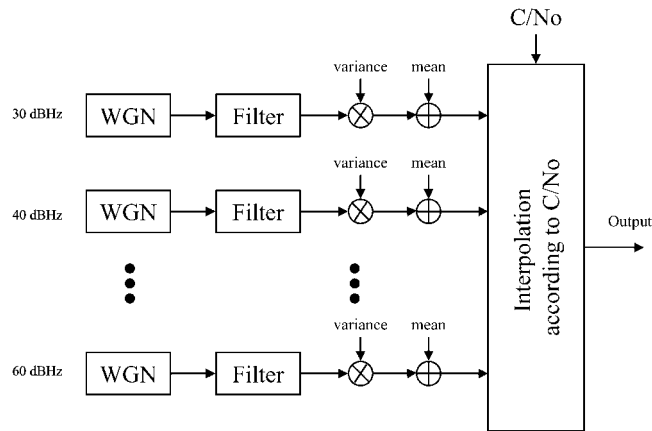 C/No
variance mean
30 dBHz WGN Filter
variance mean
40 dBHz WGN Filter
Interpolation
according to C/No
Output
variance mean
60 dBHz WGN Filter